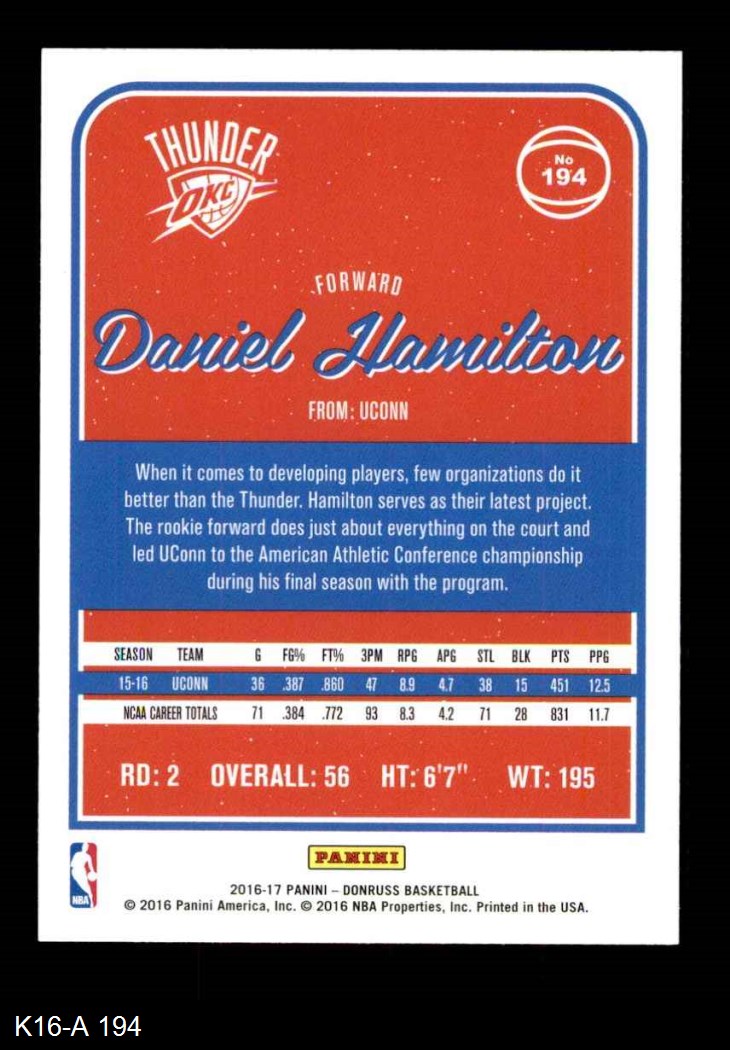 THUNDER
OKC
No
194
FORWARD
Daniel Hamilton
FROM: UCONN
When it comes to developing players, few organizations do it
better than the Thunder. Hamilton serves as their latest project.
The rookie forward does just about everything on the court and
led UConn to the American Athletic Conference championship
during his final season with the program.
SEASON TEAM G FG% FT% 3PM RPG APG STL BLK PTS PPG
15-16 UCONN 36 .387 .860 47 8.9 4.7 38 15 451 12.5
NCAA CAREER TOTALS 71 .384 .772 93 8.3 4.2 71 28 831 11.7
RD: 2 OVERALL: 56 HT: 6'7" WT: 195
PANINI
NBA
2016-17 PANINI – DONRUSS BASKETBALL
© 2016 Panini America, Inc. © 2016 NBA Properties, Inc. Printed in the USA.
K16-A 194